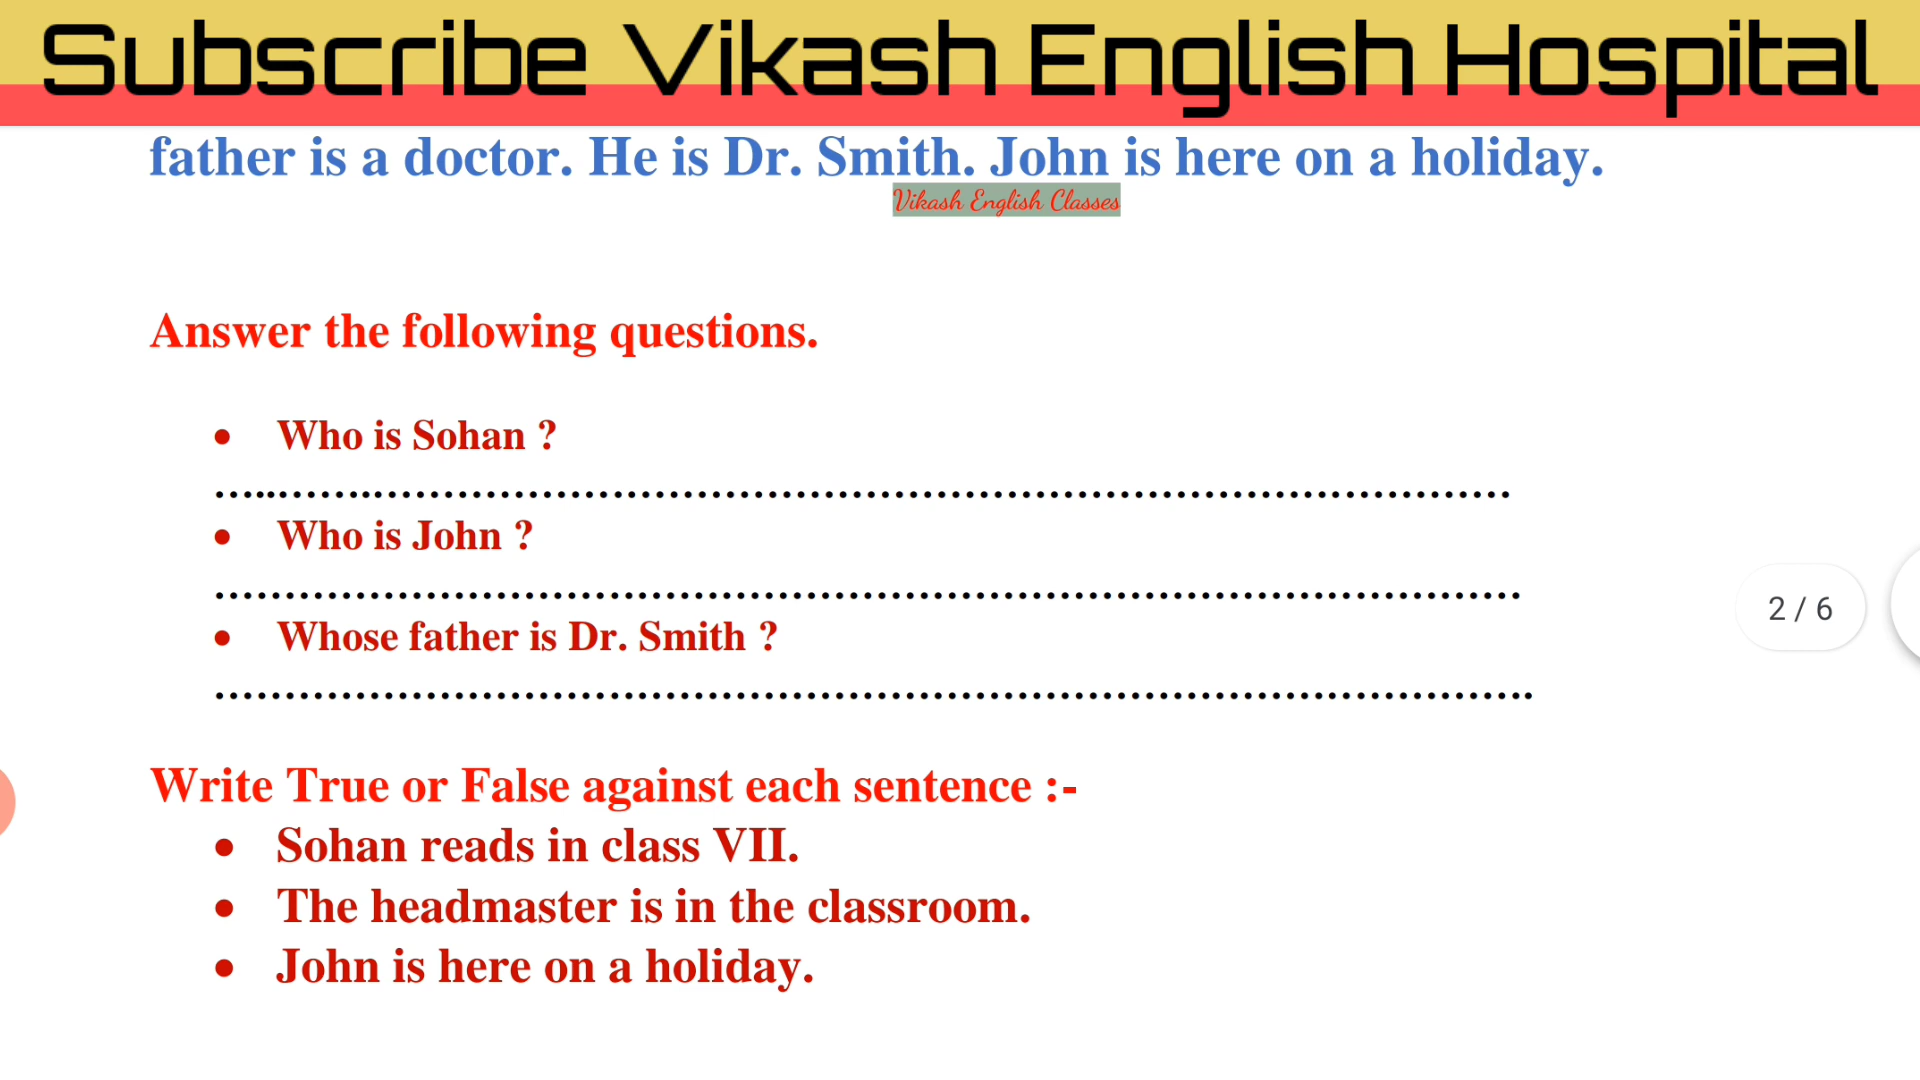 Subscribe Vikash English Hospital
father is a doctor. He is Dr. Smith. John is here on a holiday.
Vikash English Classes
Answer the following questions.
• Who is Sohan ?
…...…….……………………………………………………………………
• Who is John ?
………………………………………………………………………………
• Whose father is Dr. Smith ?
……………………………………………………………………………….
2 / 6
Write True or False against each sentence :-
• Sohan reads in class VII.
• The headmaster is in the classroom.
• John is here on a holiday.